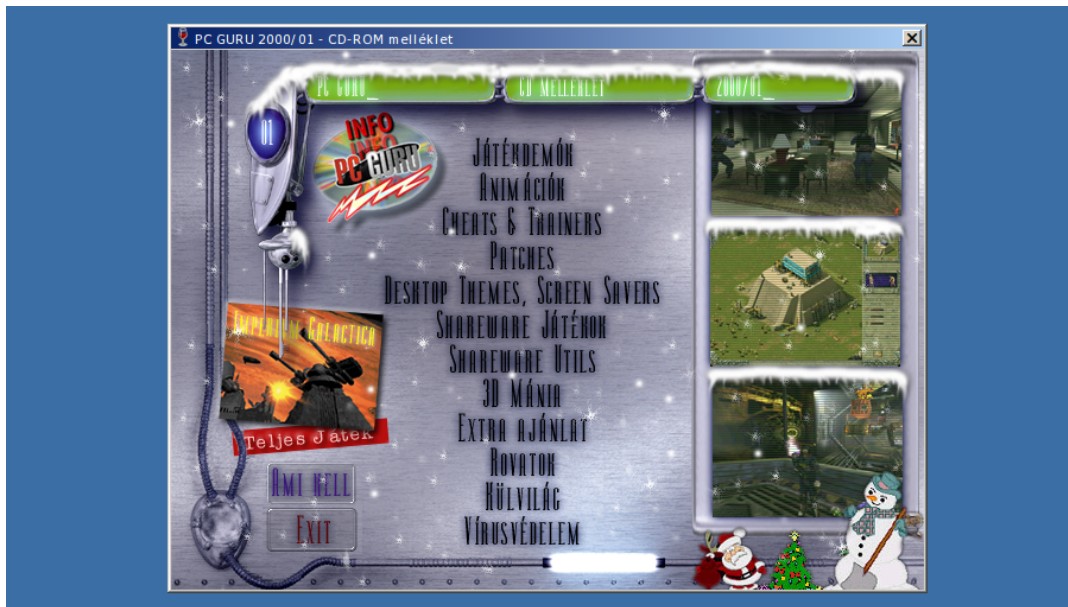 PC GURU 2000/01 - CD-ROM melléklet
PC GURU_
CD MELLÉKLET
2000/01_
01
INFO
INFO
PC GURU
Játékdemók
Animációk
Cheats & Trainers
Patches
Desktop Themes, Screen Savers
Shareware Játékok
Shareware Utils
3D Mánia
Extra ajánlat
Rovatok
Külvilág
Vírusvédelem
Imperium Galactica
Teljes Játék
Ami kell
Exit